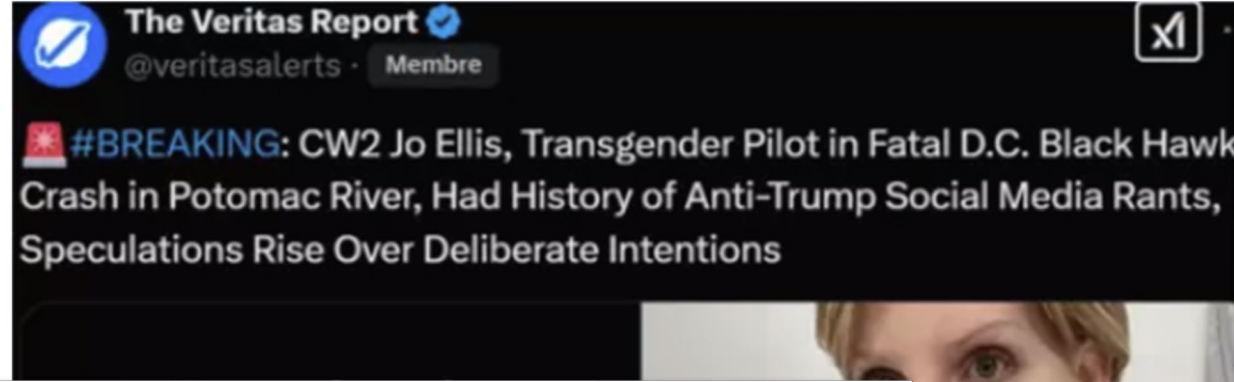 The Veritas Report
@veritasalerts · Membre
xI
🚨#BREAKING: CW2 Jo Ellis, Transgender Pilot in Fatal D.C. Black Hawk
Crash in Potomac River, Had History of Anti-Trump Social Media Rants,
Speculations Rise Over Deliberate Intentions